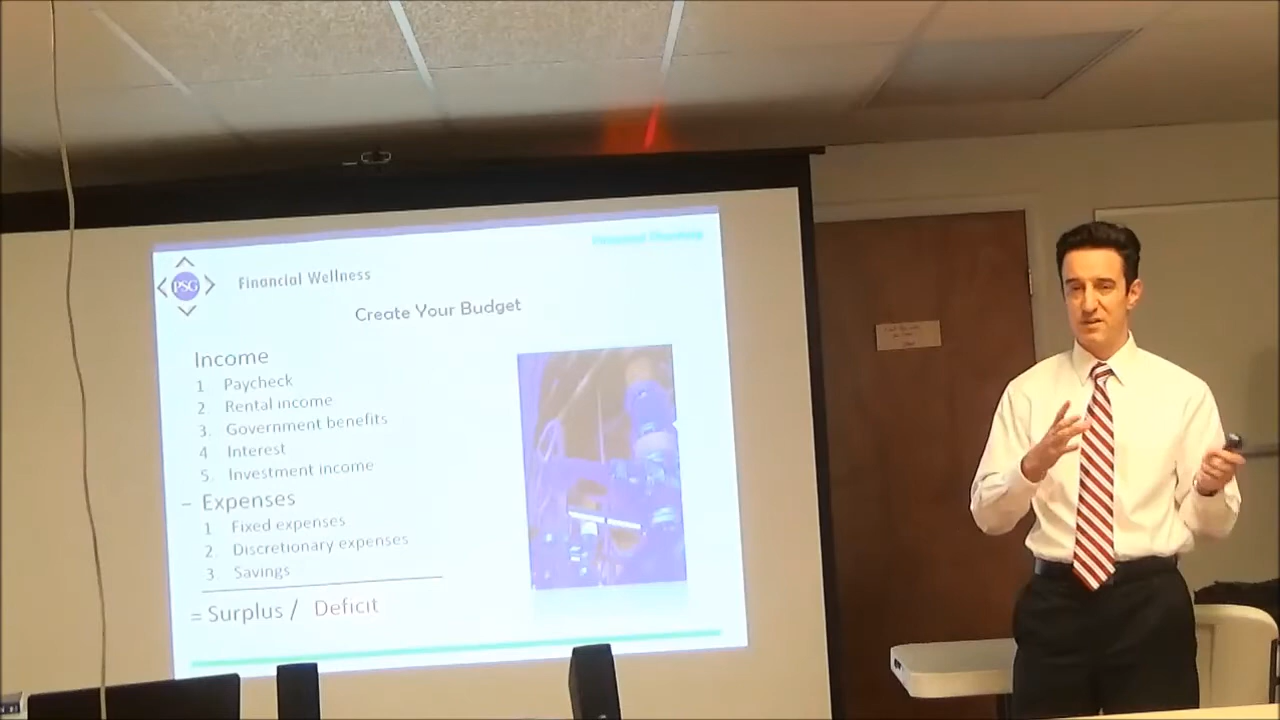 PSG
Financial Wellness
Create Your Budget
Income
1. Paycheck
2. Rental income
3. Government benefits
4 Interest
5. Investment income
– Expenses
1 Fixed expenses
2. Discretionary expenses
3. Savings
= Surplus / Deficit